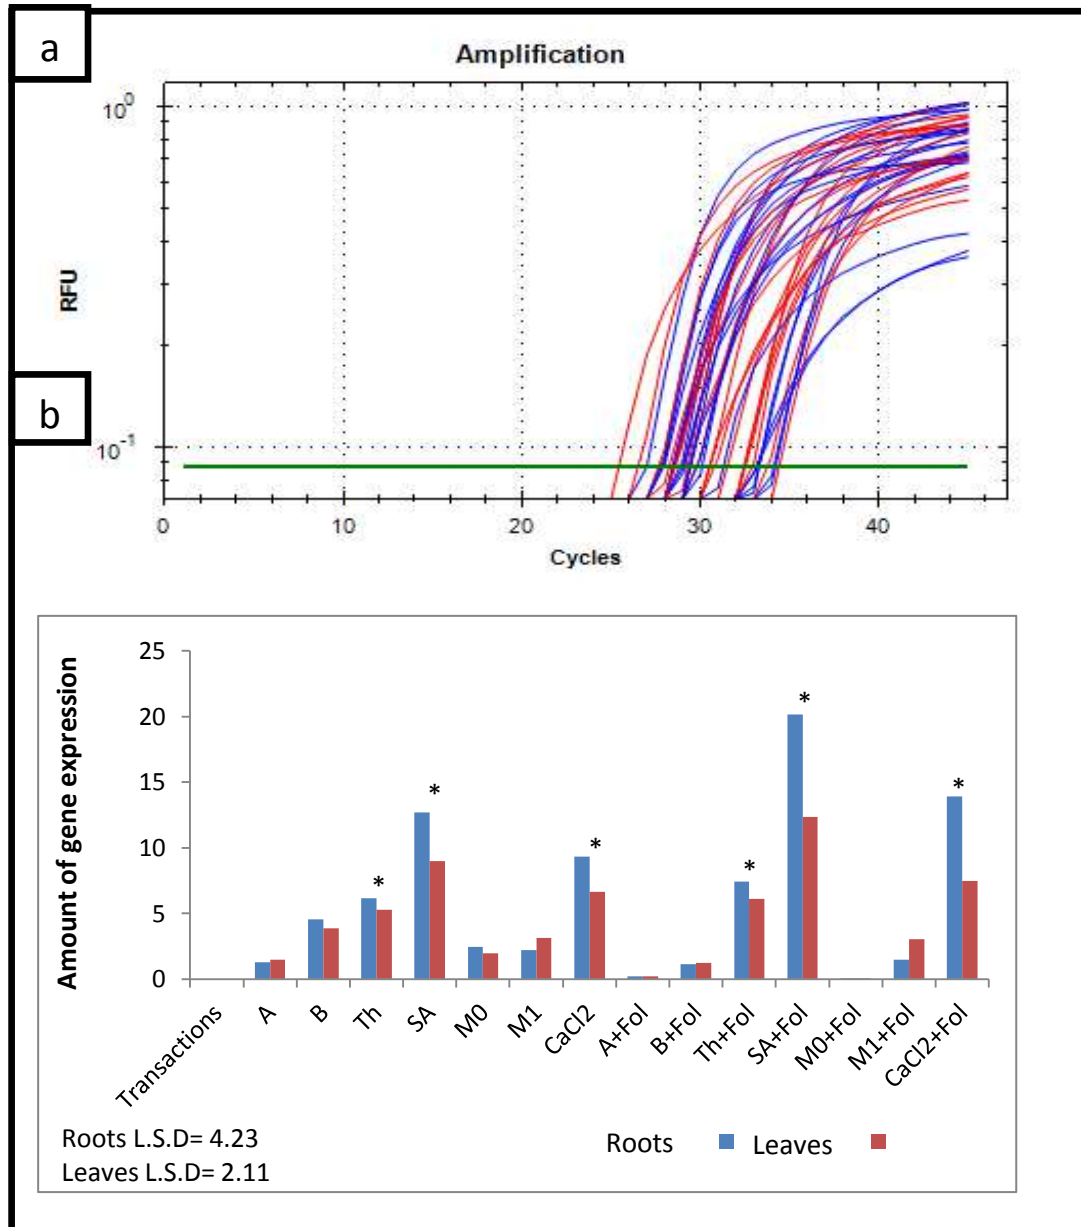 a
Amplification
10^0
RFU
b
10^-1
0 10 20 30 40
Cycles
25
20
15
10
5
0
Amount of gene expression
* * * * * *
Transactions A B Th SA M0 M1 CaCl2 A+Fol B+Fol Th+Fol SA+Fol M0+Fol M1+Fol CaCl2+Fol
Roots L.S.D= 4.23
Leaves L.S.D= 2.11
Roots Leaves